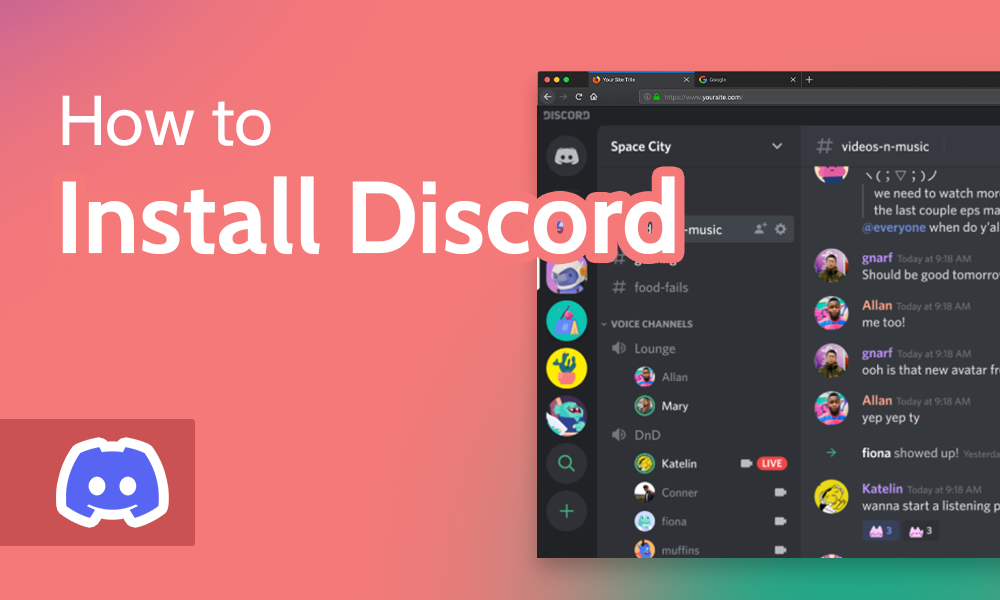 How to
Install Discord
Your Site Title
Google
https://www.yoursite.com/
DISCORD
Space City
-music
food-fails
VOICE CHANNELS
Lounge
Allan
Mary
DnD
Katelin
LIVE
Conner
fiona
muffins
# videos-n-music
ヽ(；▽；)ノ
we need to watch more
the last couple eps ma
@everyone when do y'al
gnarf Today at 9:18 AM
Should be good tomorro
Allan Today at 9:18 AM
me too!
gnarf Today at 9:18 AM
ooh is that new avatar fr
Allan Today at 9:18 AM
yep yep ty
fiona showed up! Yesterda
Katelin Today at 9:18 AM
wanna start a listening p
3 3